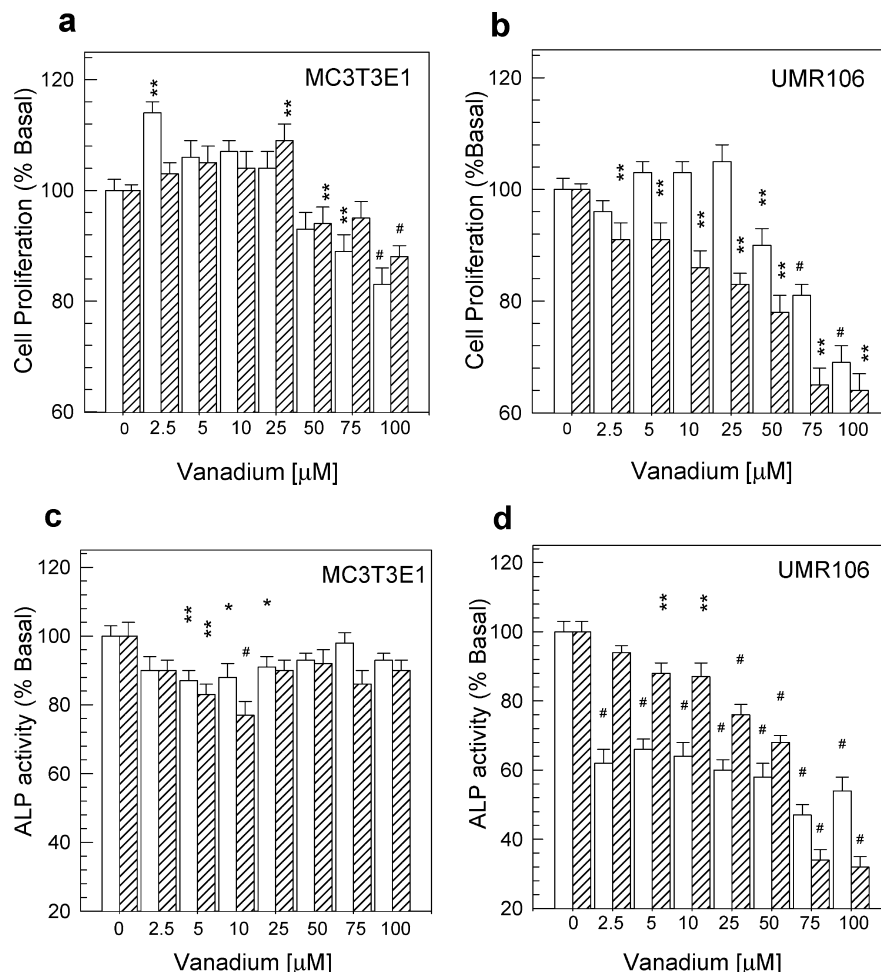 a
MC3T3E1
Cell Proliferation (% Basal)
120
100
80
60
**
**
**
**
#
#
0 2.5 5 10 25 50 75 100
Vanadium [μM]
b
UMR106
Cell Proliferation (%Basal)
120
100
80
60
**
**
**
**
**
**
#
**
#
**
0 2.5 5 10 25 50 75 100
Vanadium [μM]
c
MC3T3E1
ALP activity (% Basal)
120
100
80
60
40
20
**
**
*
#
*
0 2.5 5 10 25 50 75 100
Vanadium [μM]
d
UMR106
ALP activity (% Basal)
120
100
80
60
40
20
#
#
**
#
**
#
#
#
#
#
#
#
#
0 2.5 5 10 25 50 75 100
Vanadium [μM]